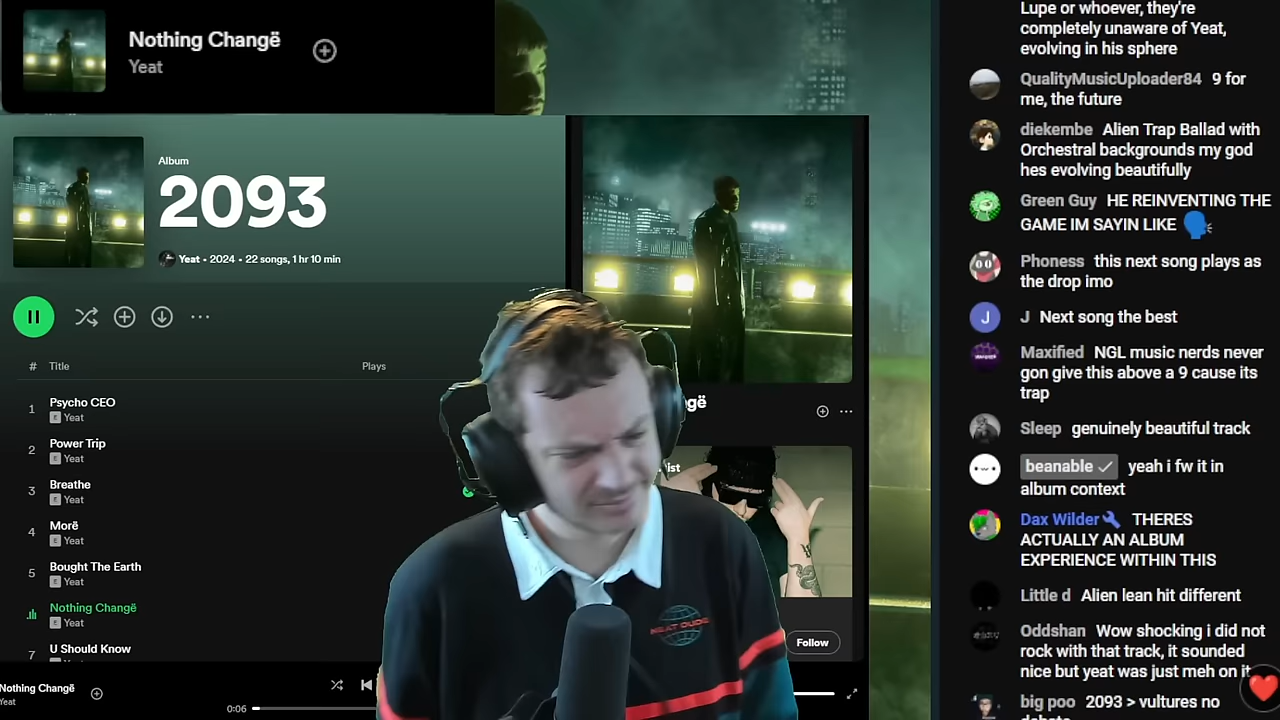 Nothing Changë
Yeat
Album
2093
Yeat • 2024 • 22 songs, 1 hr 10 min
# Title Plays
1 Psycho CEO
E Yeat
2 Power Trip
E Yeat
3 Breathe
E Yeat
4 Morë
E Yeat
5 Bought The Earth
E Yeat
Nothing Changë
E Yeat
7 U Should Know
Yeat
gë
ist
Follow
NEAT DUDE
Nothing Changë
Yeat
0:06
Lupe or whoever, they're
completely unaware of Yeat,
evolving in his sphere
QualityMusicUploader84 9 for
me, the future
diekembe Alien Trap Ballad with
Orchestral backgrounds my god
hes evolving beautifully
Green Guy HE REINVENTING THE
GAME IM SAYIN LIKE
Phoness this next song plays as
the drop imo
J J Next song the best
Maxified NGL music nerds never
gon give this above a 9 cause its
trap
Sleep genuinely beautiful track
beanable yeah i fw it in
album context
Dax Wilder THERES
ACTUALLY AN ALBUM
EXPERIENCE WITHIN THIS
Little d Alien lean hit different
Oddshan Wow shocking i did not
rock with that track, it sounded
nice but yeat was just meh on it
big poo 2093 > vultures no
debate